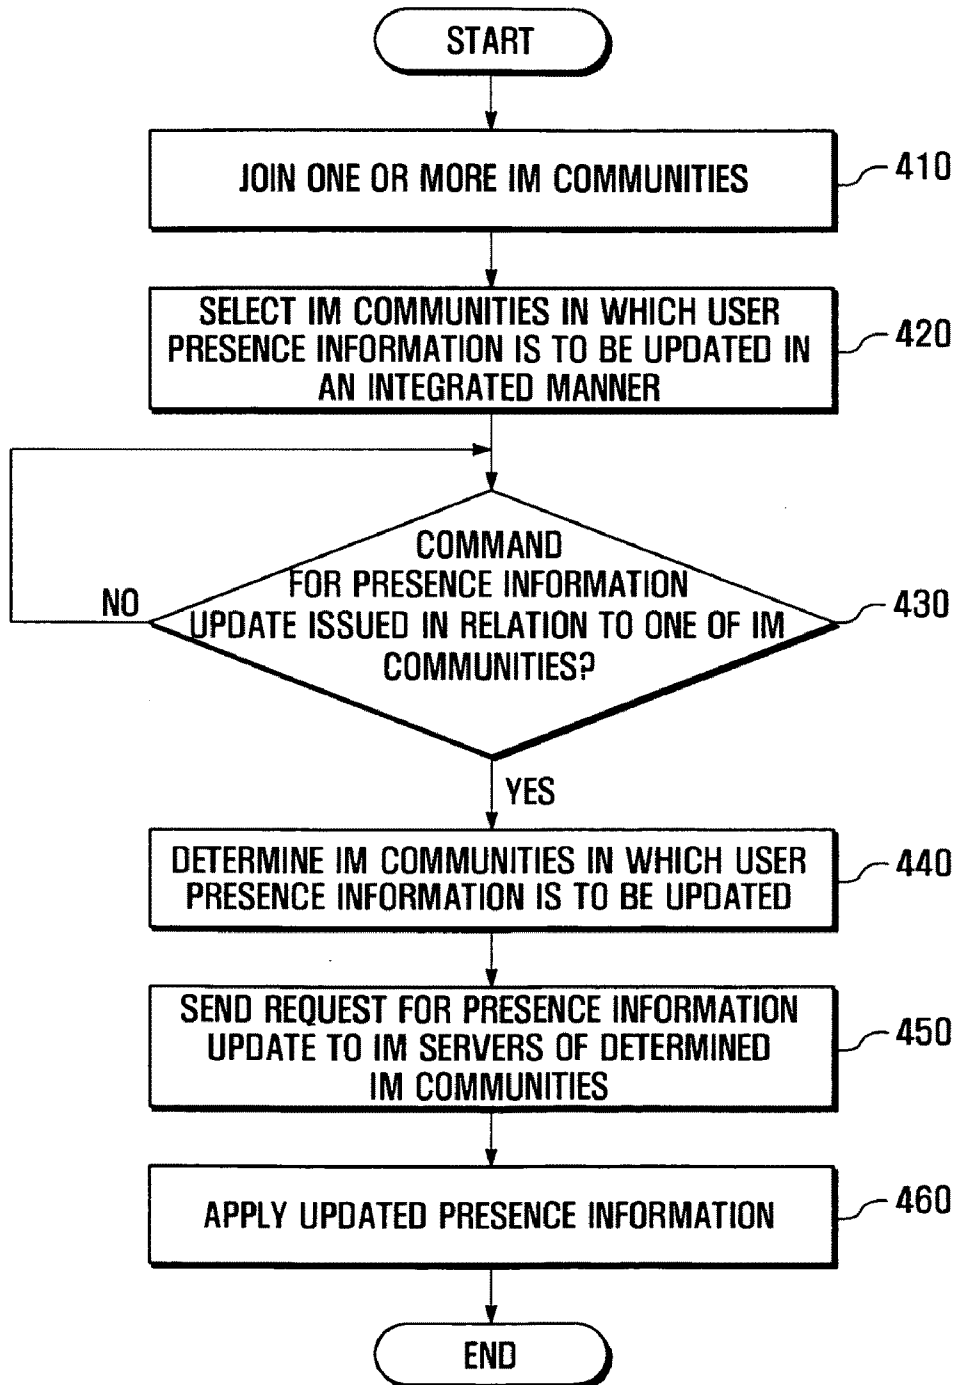 START
JOIN ONE OR MORE IM COMMUNITIES
410
SELECT IM COMMUNITIES IN WHICH USER
PRESENCE INFORMATION IS TO BE UPDATED IN
AN INTEGRATED MANNER
420
COMMAND
FOR PRESENCE INFORMATION
UPDATE ISSUED IN RELATION TO ONE OF IM
COMMUNITIES?
430
NO
YES
DETERMINE IM COMMUNITIES IN WHICH USER
PRESENCE INFORMATION IS TO BE UPDATED
440
SEND REQUEST FOR PRESENCE INFORMATION
UPDATE TO IM SERVERS OF DETERMINED
IM COMMUNITIES
450
APPLY UPDATED PRESENCE INFORMATION
460
END